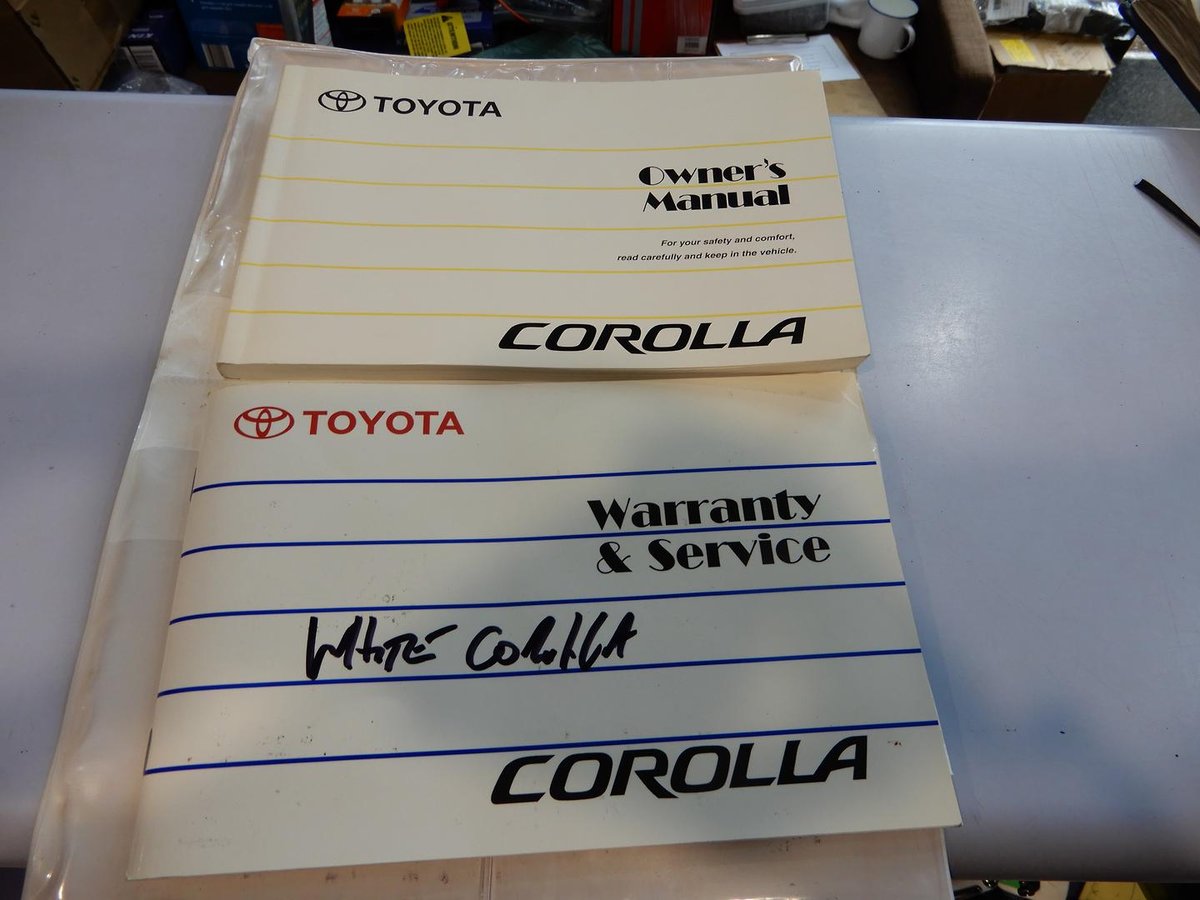 TOYOTA
Owner's
Manual
For your safety and comfort,
read carefully and keep in the vehicle.
COROLLA
TOYOTA
Warranty
& Service
WHITE COROLLA
COROLLA